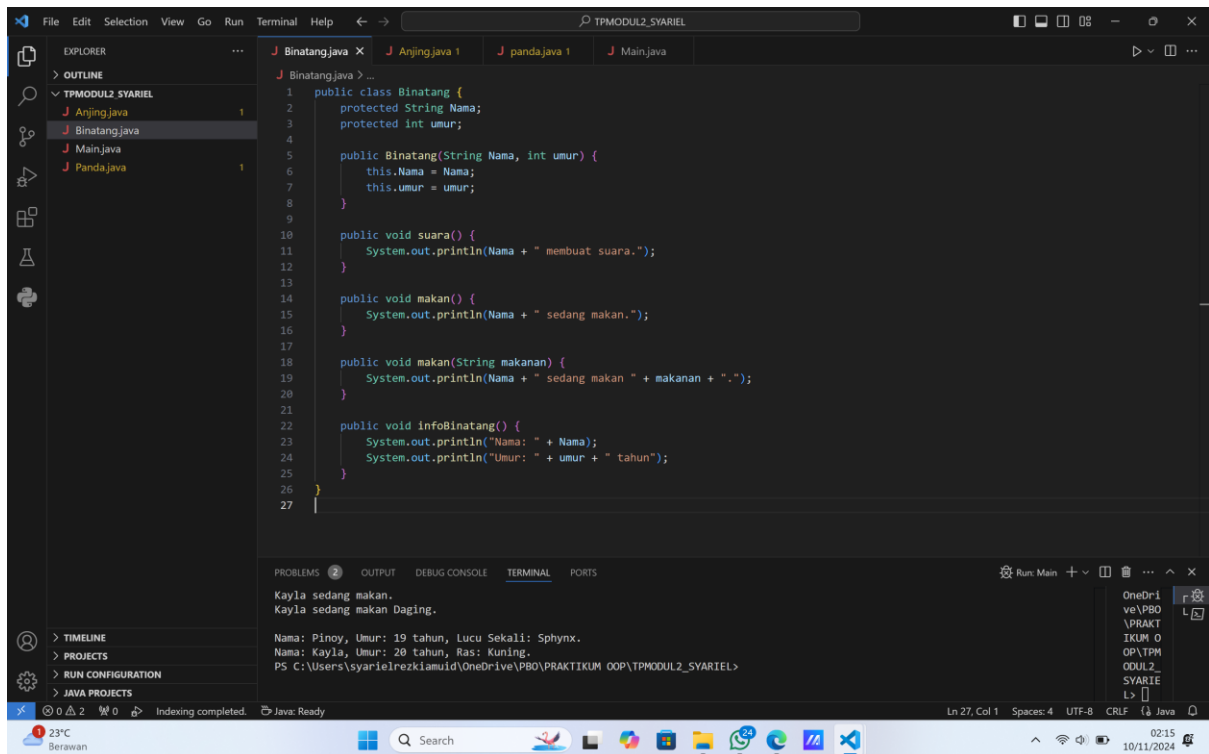 File Edit Selection View Go Run Terminal Help TPMODUL2_SYARIEL
EXPLORER
OUTLINE
TPMODUL2_SYARIEL
J Anjing.java 1
J Binatang.java
J Main.java
J Panda.java 1
TIMELINE
PROJECTS
RUN CONFIGURATION
JAVA PROJECTS
J Binatang.java J Anjing.java 1 J panda.java 1 J Main.java
J Binatang.java > ...
1 public class Binatang {
2 protected String Nama;
3 protected int umur;
4
5 public Binatang(String Nama, int umur) {
6 this.Nama = Nama;
7 this.umur = umur;
8 }
9
10 public void suara() {
11 System.out.println(Nama + " membuat suara.");
12 }
13
14 public void makan() {
15 System.out.println(Nama + " sedang makan.");
16 }
17
18 public void makan(String makanan) {
19 System.out.println(Nama + " sedang makan " + makanan + ".");
20 }
21
22 public void infoBinatang() {
23 System.out.println("Nama: " + Nama);
24 System.out.println("Umur: " + umur + " tahun");
25 }
26 }
27
PROBLEMS 2 OUTPUT DEBUG CONSOLE TERMINAL PORTS Run: Main
Kayla sedang makan.
Kayla sedang makan Daging.
Nama: Pinoy, Umur: 19 tahun, Lucu Sekali: Sphynx.
Nama: Kayla, Umur: 20 tahun, Ras: Kuning.
PS C:\Users\syarielrezkiamuid\OneDrive\PBO\PRAKTIKUM OOP\TPMODUL2_SYARIEL>
OneDri
ve\PBO
\PRAKT
IKUM O
OP\TPM
ODUL2_
SYARIE
L>
0 2 0 Indexing completed. Java: Ready Ln 27, Col 1 Spaces: 4 UTF-8 CRLF Java
1 23°C
Berawan
Search
29
02:15
10/11/2024